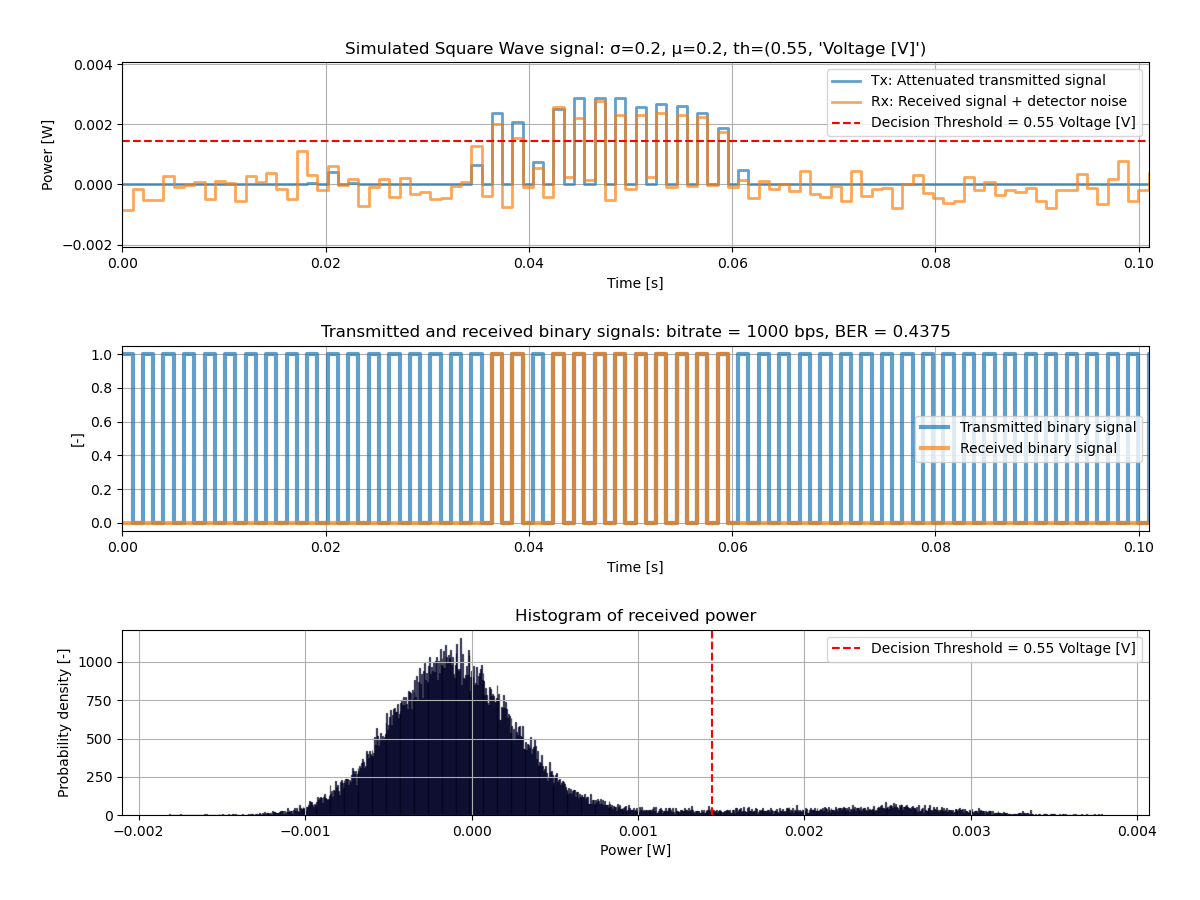 Simulated Square Wave signal: σ=0.2, μ=0.2, th=(0.55, 'Voltage [V]')
0.004
0.002
0.000
−0.002
Power [W]
Tx: Attenuated transmitted signal
Rx: Received signal + detector noise
Decision Threshold = 0.55 Voltage [V]
0.00 0.02 0.04 0.06 0.08 0.10
Time [s]
Transmitted and received binary signals: bitrate = 1000 bps, BER = 0.4375
1.0
0.8
0.6
0.4
0.2
0.0
[-]
Transmitted binary signal
Received binary signal
0.00 0.02 0.04 0.06 0.08 0.10
Time [s]
Histogram of received power
1000
750
500
250
0
Probability density [-]
Decision Threshold = 0.55 Voltage [V]
−0.002 −0.001 0.000 0.001 0.002 0.003 0.004
Power [W]